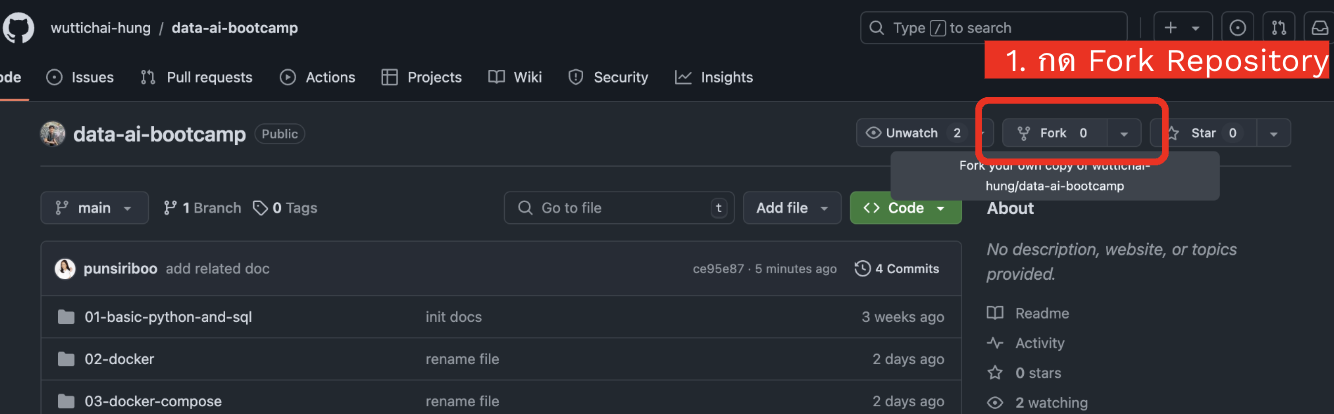 wuttichai-hung / data-ai-bootcamp
Type / to search
ode Issues Pull requests Actions Projects Wiki Security Insights
1. กด Fork Repository
data-ai-bootcamp Public
Unwatch 2 Fork 0 Star 0
Fork your own copy of wuttichai-
hung/data-ai-bootcamp
main 1 Branch 0 Tags Go to file t Add file Code
About
punsiriboo add related doc ce95e87 · 5 minutes ago 4 Commits
No description, website, or topics
provided.
01-basic-python-and-sql init docs 3 weeks ago
Readme
Activity
02-docker rename file 2 days ago
0 stars
03-docker-compose rename file 2 days ago
2 watching